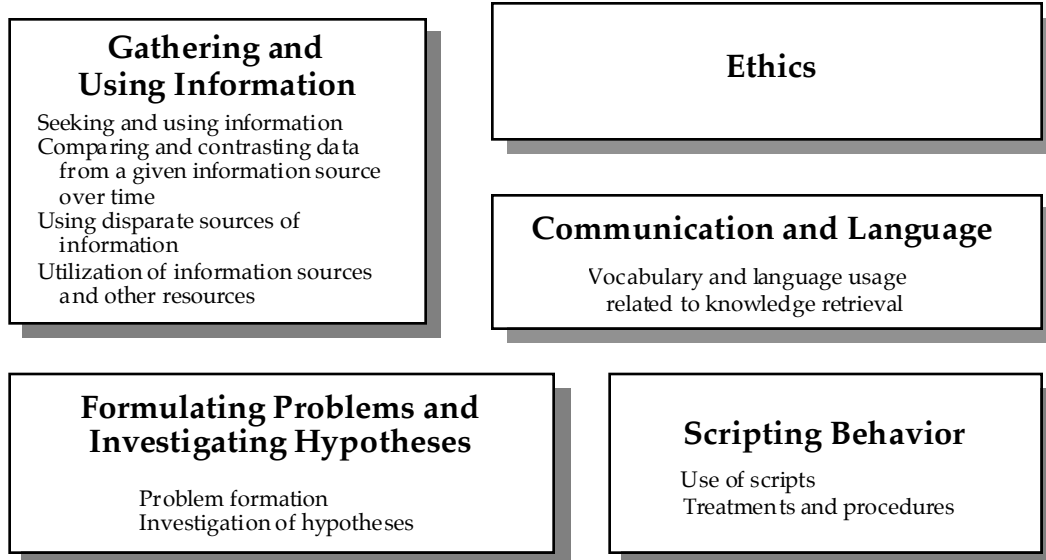 Gathering and
Using Information
Seeking and using information
Comparing and contrasting data
from a given information source
over time
Using disparate sources of
information
Utilization of information sources
and other resources
Ethics
Communication and Language
Vocabulary and language usage
related to knowledge retrieval
Formulating Problems and
Investigating Hypotheses
Problem formation
Investigation of hypotheses
Scripting Behavior
Use of scripts
Treatments and procedures